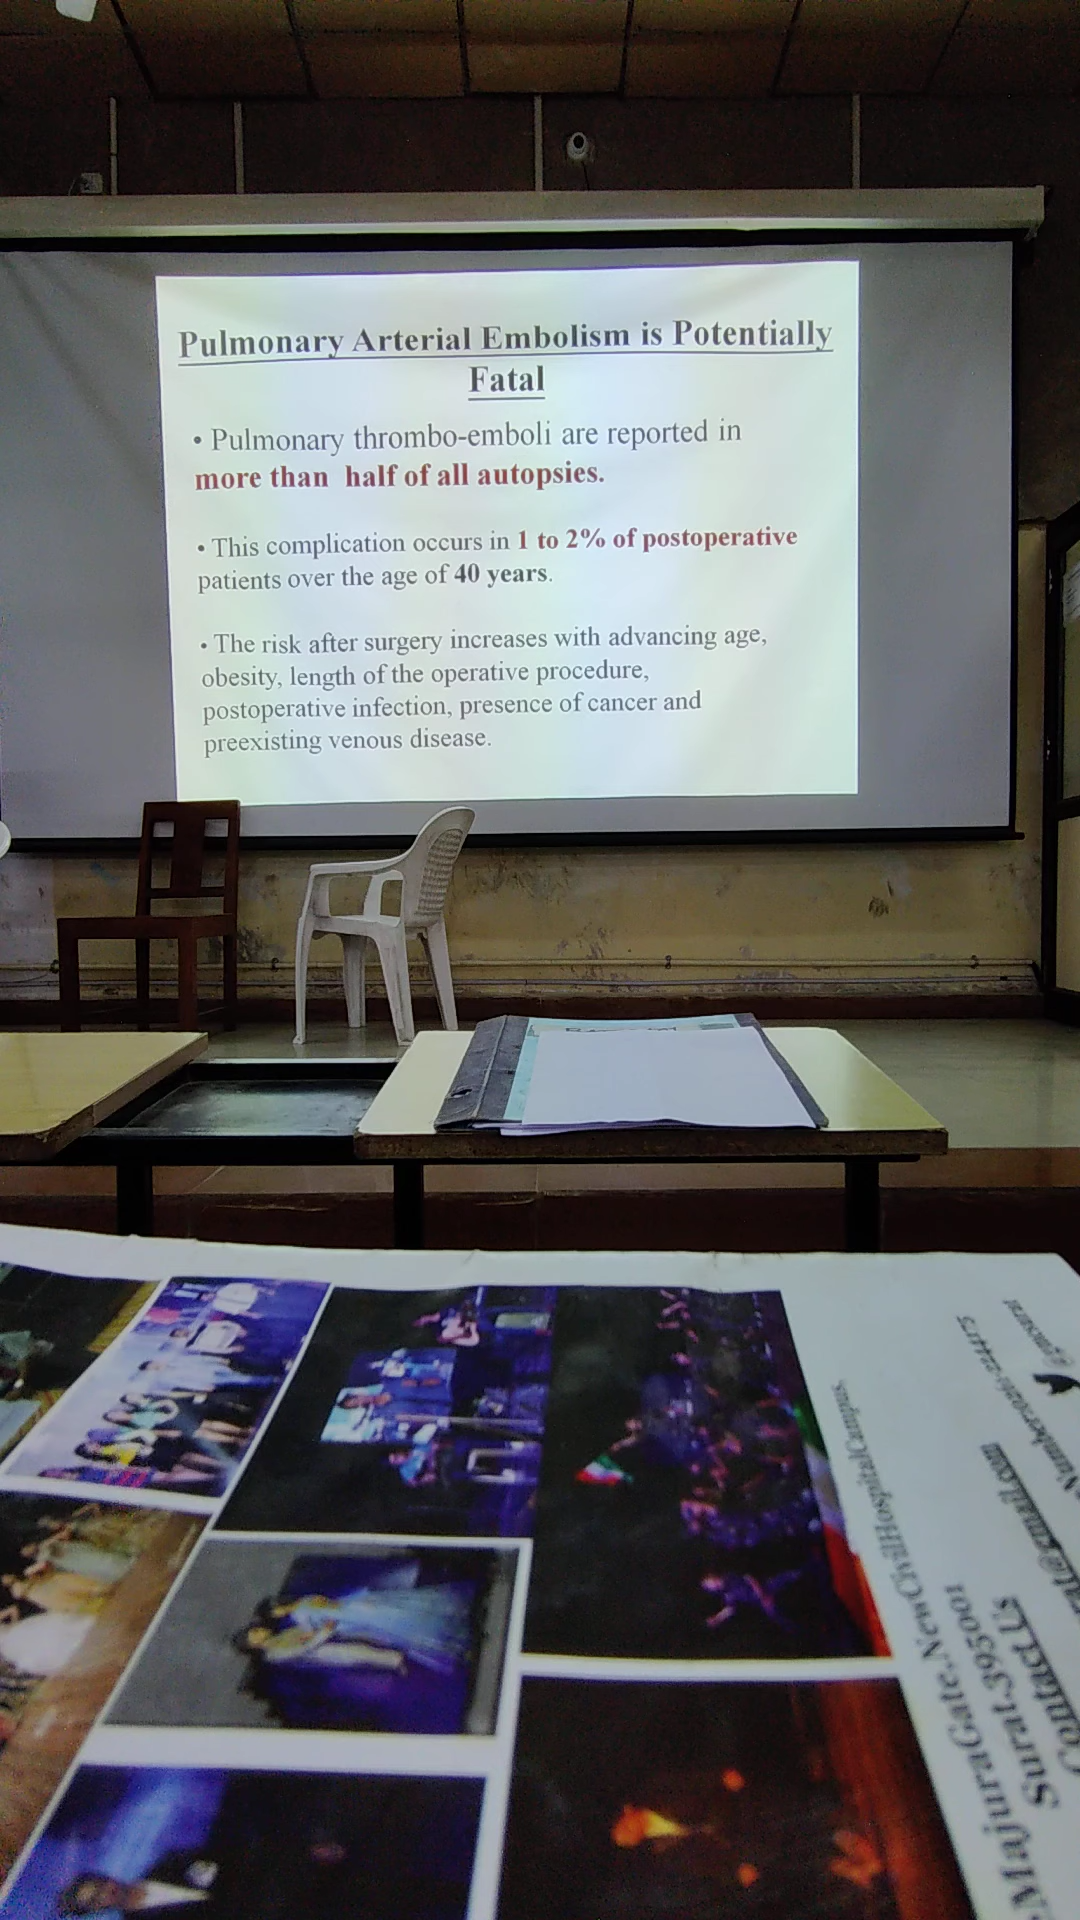 Pulmonary Arterial Embolism is Potentially
Fatal
• Pulmonary thrombo-emboli are reported in
more than half of all autopsies.
• This complication occurs in 1 to 2% of postoperative
patients over the age of 40 years.
• The risk after surgery increases with advancing age,
obesity, length of the operative procedure,
postoperative infection, presence of cancer and
preexisting venous disease.
MajuraGate,NewCivilHospitalCampus,
Surat.395001
Contact Us
@gmail.com